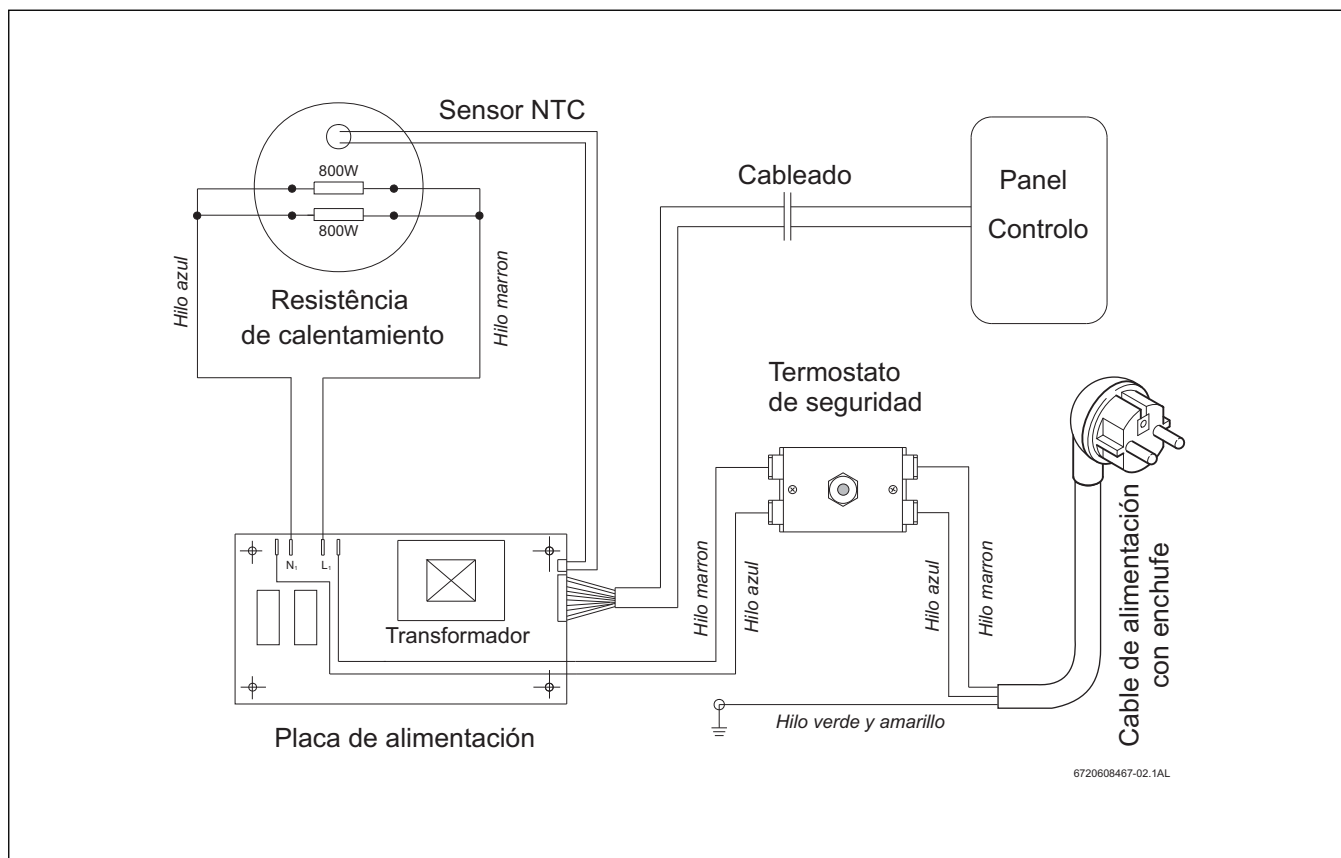 Sensor NTC
800W
800W
Hilo azul
Hilo marron
Resistência
de calentamiento
Cableado
Panel
Controlo
Termostato
de seguridad
N₁
L₁
Transformador
Hilo marron
Hilo azul
Hilo azul
Hilo marron
Cable de alimentación
con enchufe
Hilo verde y amarillo
Placa de alimentación
6720608467-02.1AL